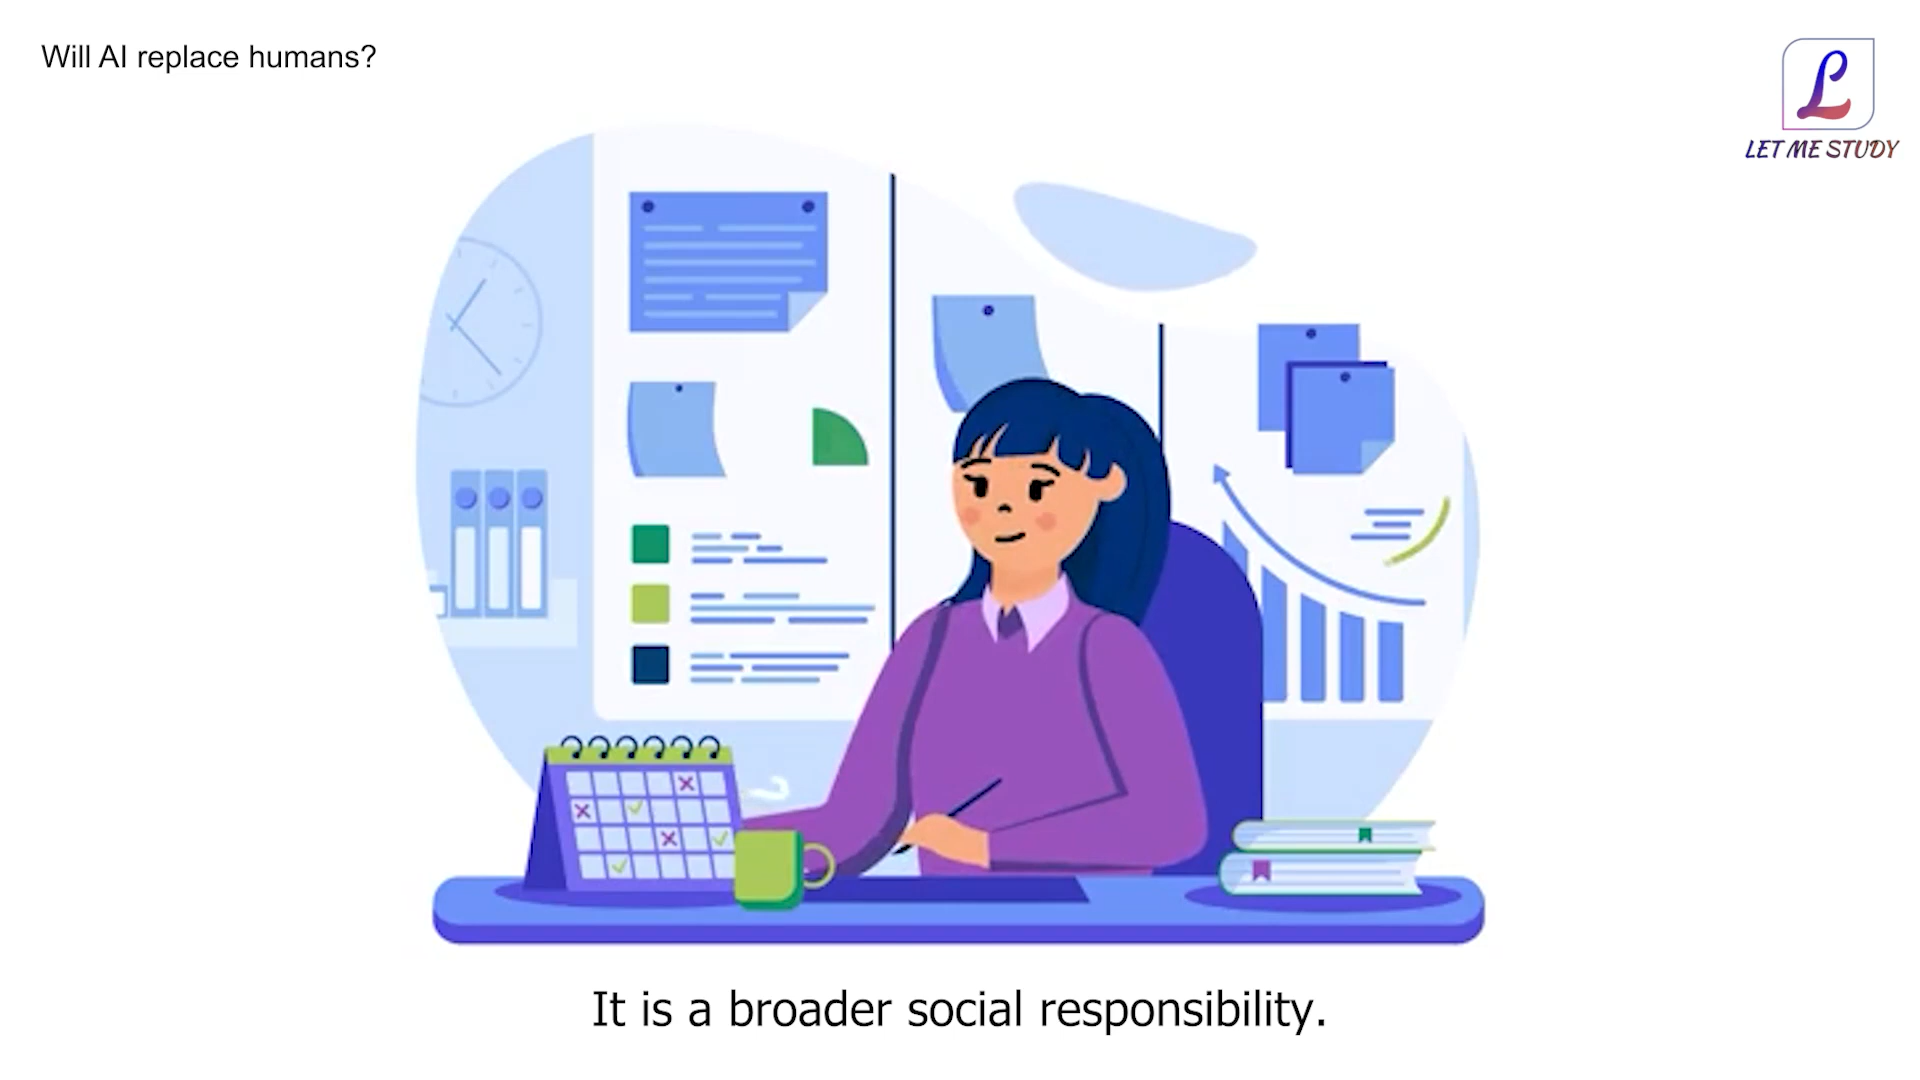 Will AI replace humans?
L
LET ME STUDY
It is a broader social responsibility.